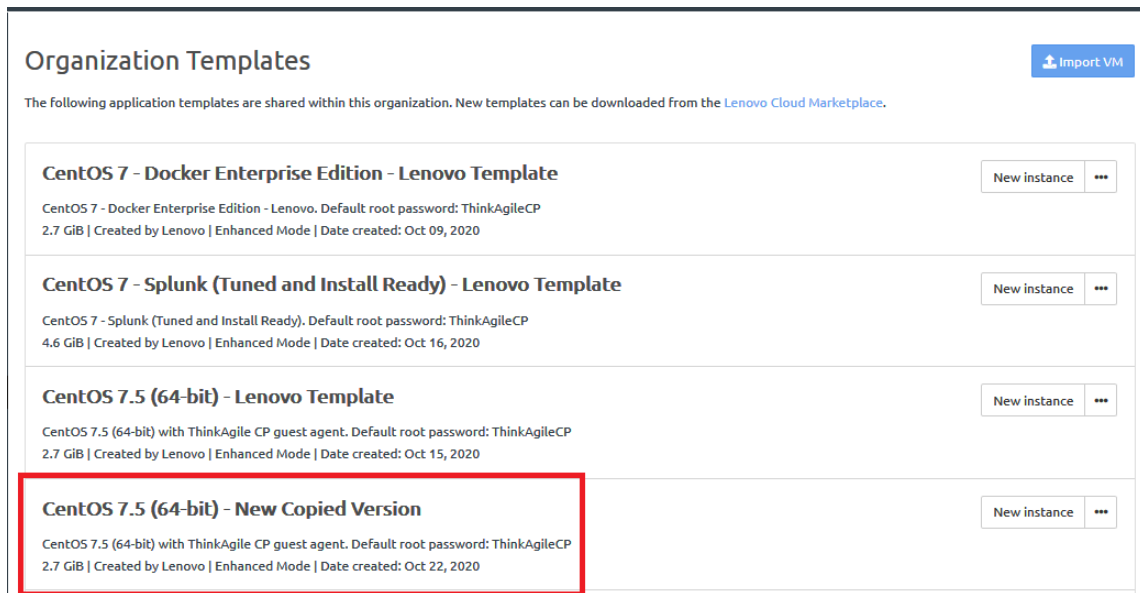 Organization Templates
Import VM
The following application templates are shared within this organization. New templates can be downloaded from the Lenovo Cloud Marketplace.
CentOS 7 - Docker Enterprise Edition - Lenovo Template
New instance •••
CentOS 7 - Docker Enterprise Edition - Lenovo. Default root password: ThinkAgileCP
2.7 GiB | Created by Lenovo | Enhanced Mode | Date created: Oct 09, 2020
CentOS 7 - Splunk (Tuned and Install Ready) - Lenovo Template
New instance •••
CentOS 7 - Splunk (Tuned and Install Ready). Default root password: ThinkAgileCP
4.6 GiB | Created by Lenovo | Enhanced Mode | Date created: Oct 16, 2020
CentOS 7.5 (64-bit) - Lenovo Template
New instance •••
CentOS 7.5 (64-bit) with ThinkAgile CP guest agent. Default root password: ThinkAgileCP
2.7 GiB | Created by Lenovo | Enhanced Mode | Date created: Oct 15, 2020
CentOS 7.5 (64-bit) - New Copied Version
New instance •••
CentOS 7.5 (64-bit) with ThinkAgile CP guest agent. Default root password: ThinkAgileCP
2.7 GiB | Created by Lenovo | Enhanced Mode | Date created: Oct 22, 2020